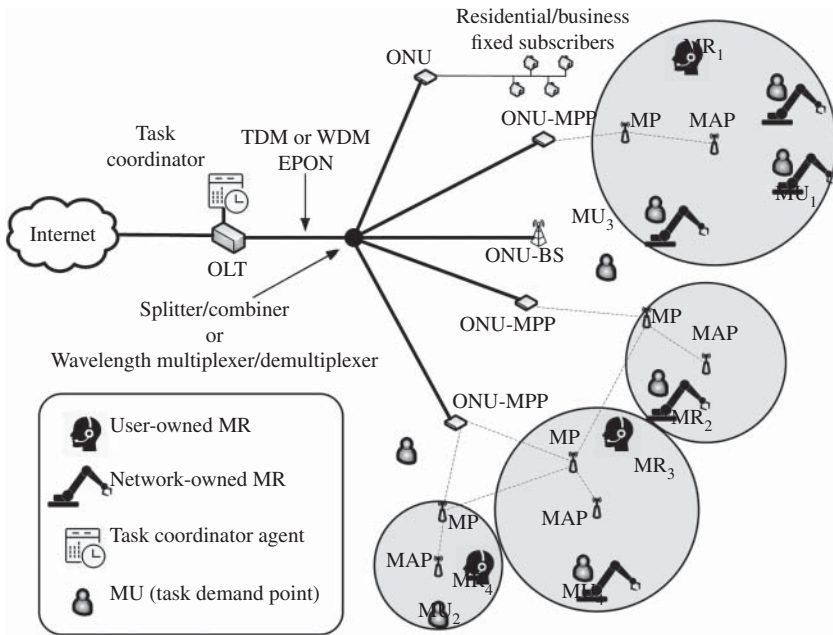 Residential/business
fixed subscribers
ONU
MR₁
ONU-MPP
MP
MAP
Task
coordinator
TDM or WDM
EPON
MU₁
MU₃
Internet
OLT
ONU-BS
Splitter/combiner
or
Wavelength multiplexer/demultiplexer
ONU-MPP
MP
MAP
MR₂
ONU-MPP
MP
MR₃
MAP
MU₄
MP
MAP
MR₄
MU₂
User-owned MR
Network-owned MR
Task coordinator agent
MU (task demand point)